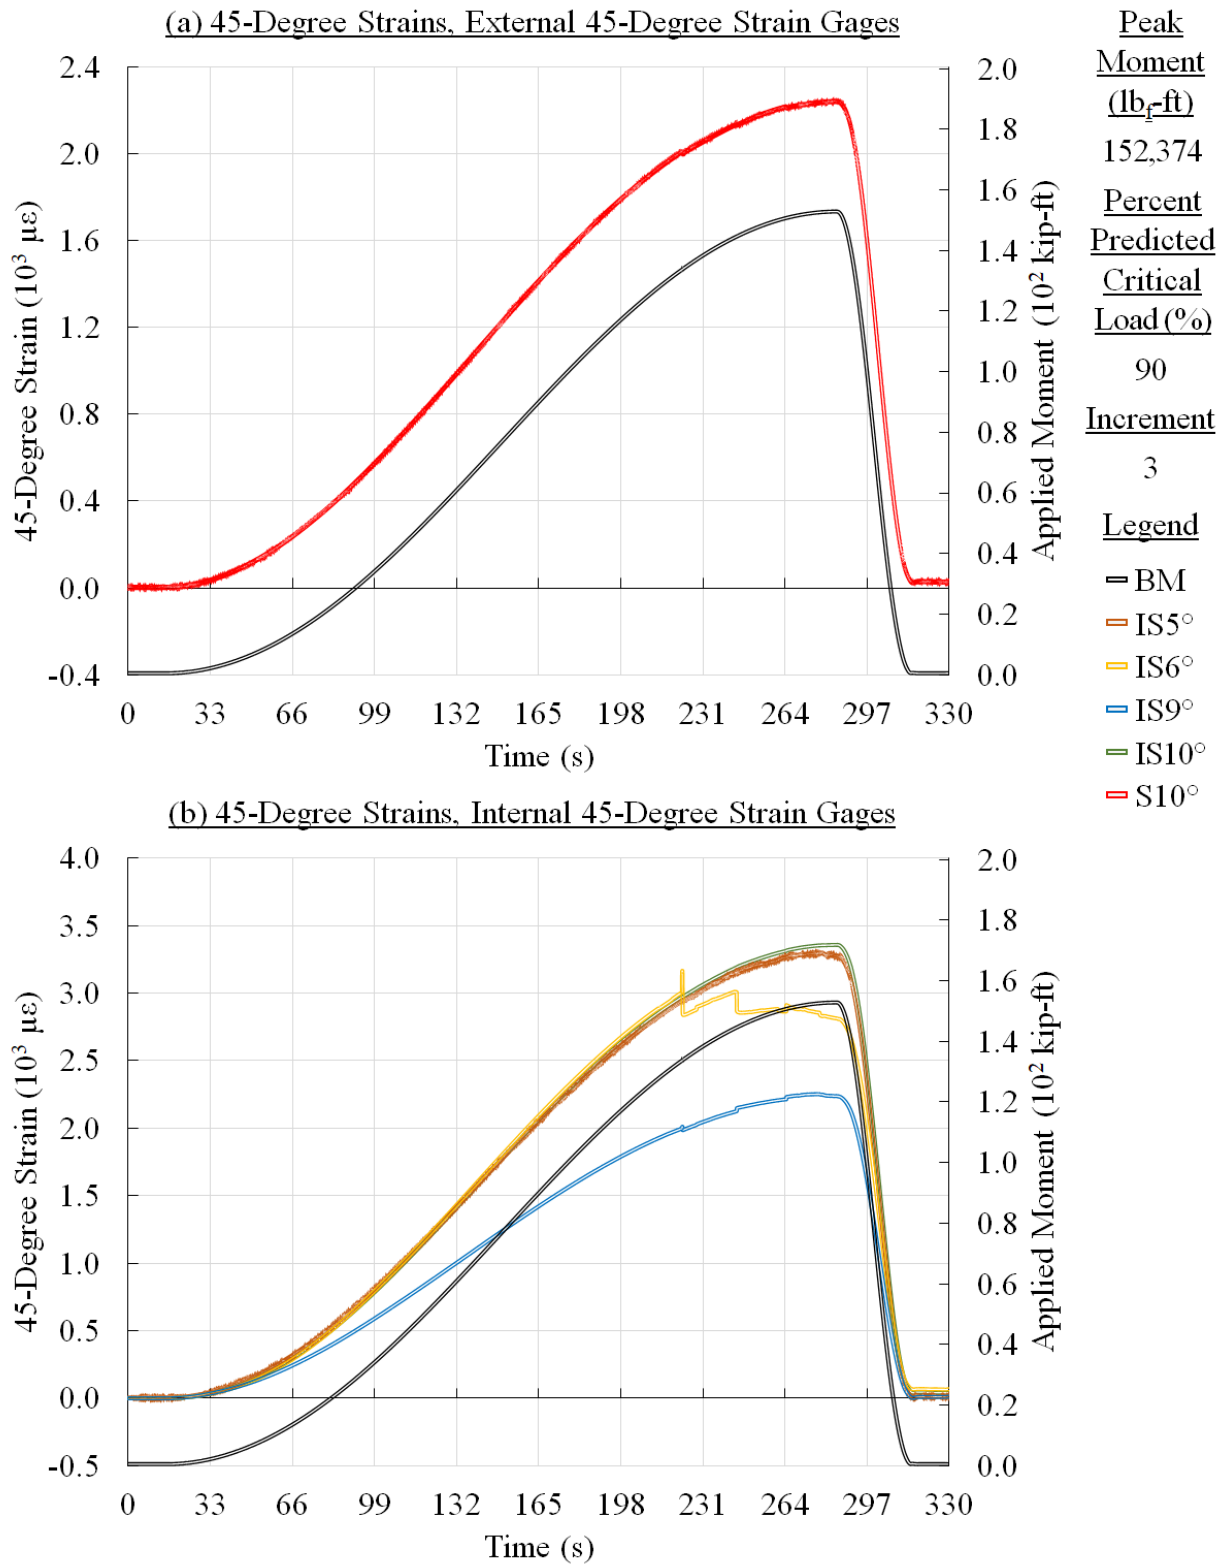 (a) 45-Degree Strains, External 45-Degree Strain Gages
45-Degree Strain (10³ µε)
2.4
2.0
1.6
1.2
0.8
0.4
0.0
-0.4
2.0
1.8
1.6
1.4
1.2
1.0
0.8
0.6
0.4
0.2
0.0
Applied Moment (10² kip-ft)
0 33 66 99 132 165 198 231 264 297 330
Time (s)
Peak
Moment
(lb_f-ft)
152,374
Percent
Predicted
Critical
Load (%)
90
Increment
3
Legend
BM
IS5°
IS6°
IS9°
IS10°
S10°
(b) 45-Degree Strains, Internal 45-Degree Strain Gages
45-Degree Strain (10³ µε)
4.0
3.5
3.0
2.5
2.0
1.5
1.0
0.5
0.0
-0.5
2.0
1.8
1.6
1.4
1.2
1.0
0.8
0.6
0.4
0.2
0.0
Applied Moment (10² kip-ft)
0 33 66 99 132 165 198 231 264 297 330
Time (s)